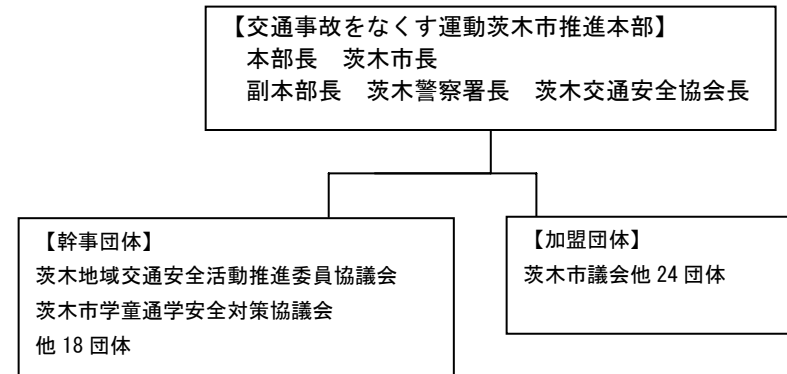 【交通事故をなくす運動茨木市推進本部】
本部長　茨木市長
副本部長　茨木警察署長　茨木交通安全協会長
【幹事団体】
茨木地域交通安全活動推進委員協議会
茨木市学童通学安全対策協議会
他 18 団体
【加盟団体】
茨木市議会他 24 団体